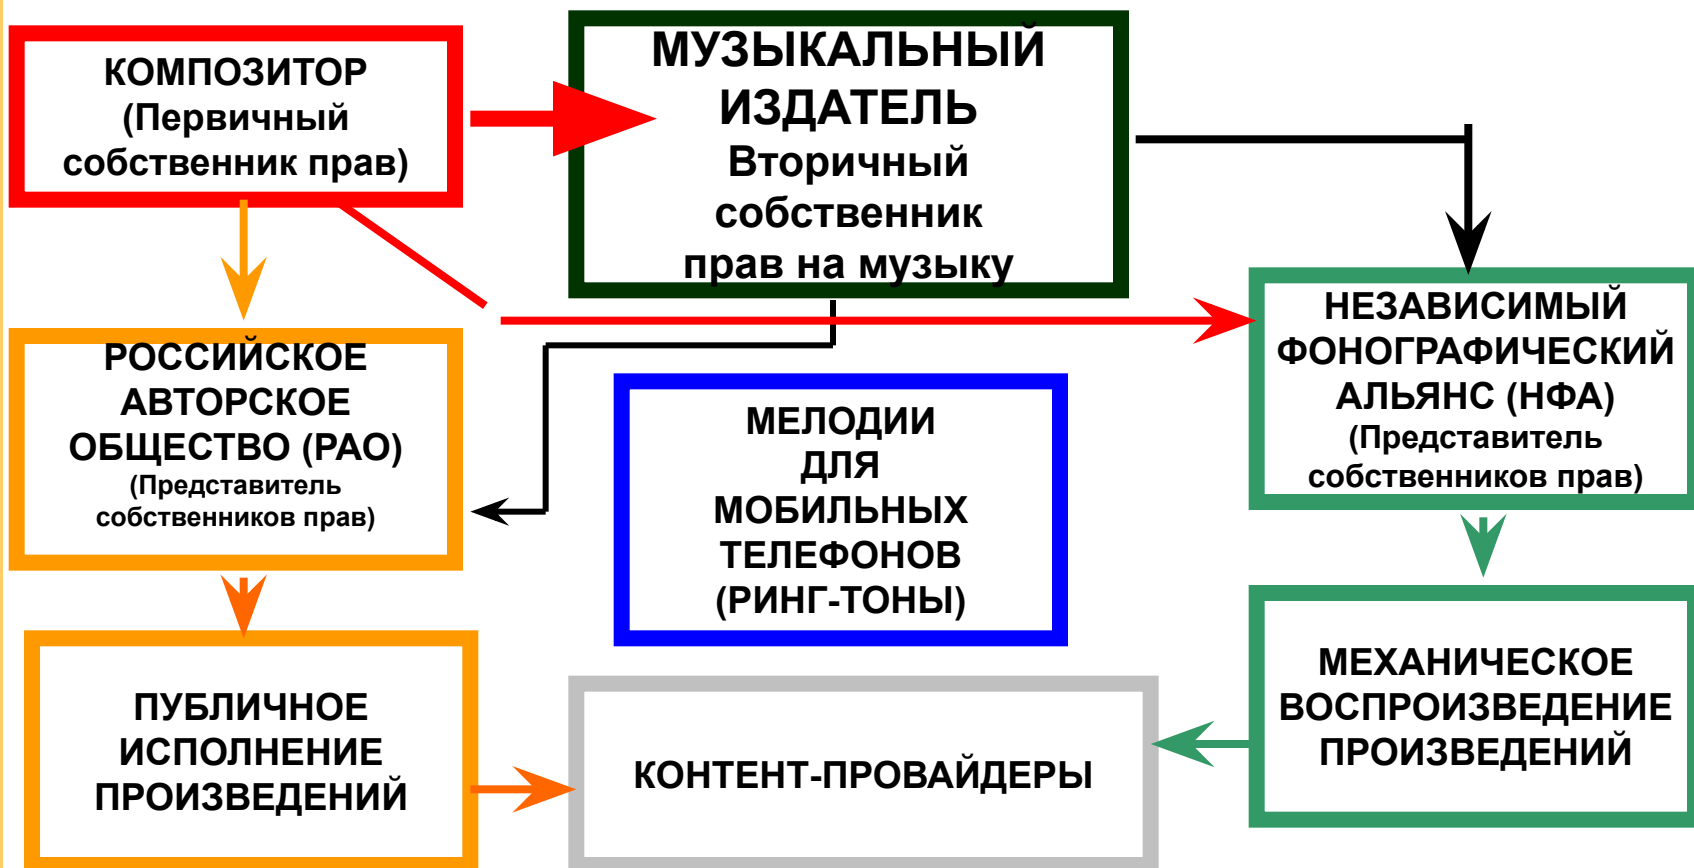 КОМПОЗИТОР
(Первичный
собственник прав)
МУЗЫКАЛЬНЫЙ
ИЗДАТЕЛЬ
Вторичный
собственник
прав на музыку
РОССИЙСКОЕ
АВТОРСКОЕ
ОБЩЕСТВО (РАО)
(Представитель
собственников прав)
МЕЛОДИИ
ДЛЯ
МОБИЛЬНЫХ
ТЕЛЕФОНОВ
(РИНГ-ТОНЫ)
НЕЗАВИСИМЫЙ
ФОНОГРАФИЧЕСКИЙ
АЛЬЯНС (НФА)
(Представитель
собственников прав)
ПУБЛИЧНОЕ
ИСПОЛНЕНИЕ
ПРОИЗВЕДЕНИЙ
КОНТЕНТ-ПРОВАЙДЕРЫ
МЕХАНИЧЕСКОЕ
ВОСПРОИЗВЕДЕНИЕ
ПРОИЗВЕДЕНИЙ